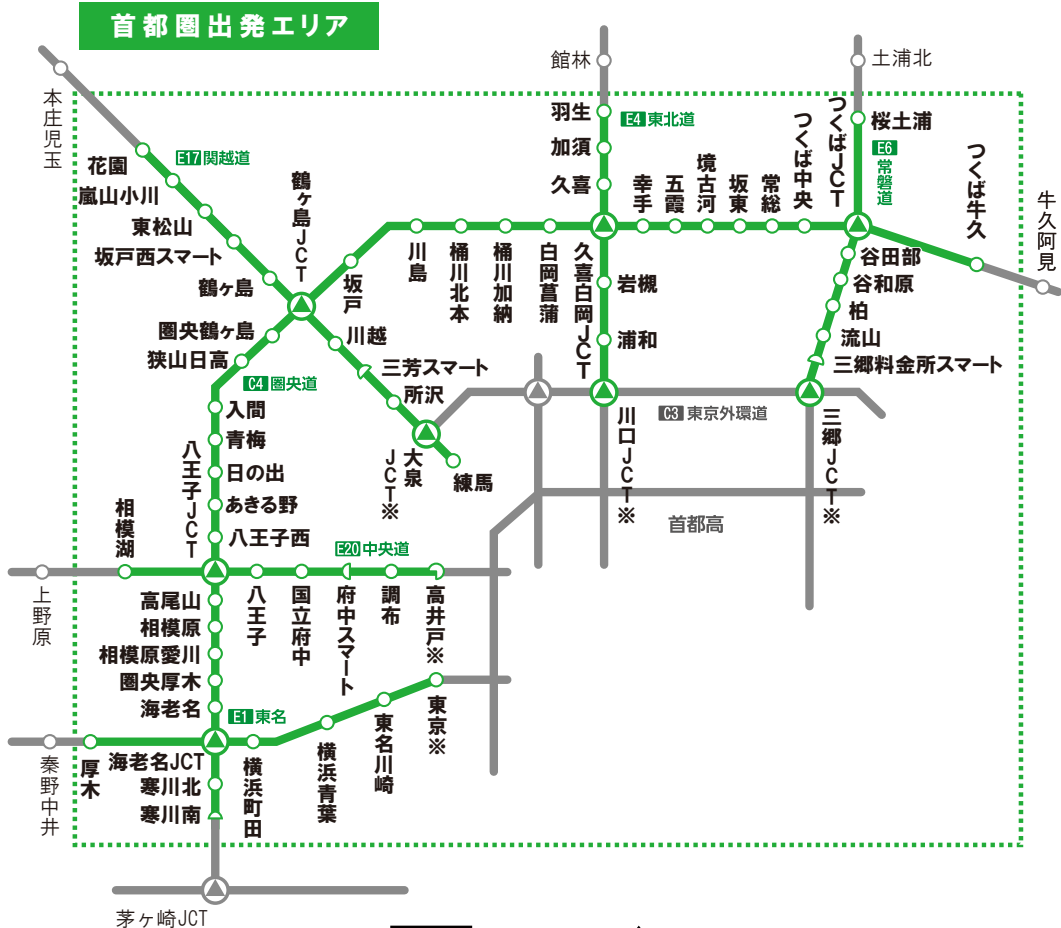 首都圏出発エリア
館林
土浦北
本庄児玉
羽生
E4 東北道
つくばJCT
桜土浦
つくば中央
E6 常磐道
加須
花園
E17 関越道
つくば牛久
久喜
鶴ヶ島JCT
幸手
五霞
境古河
坂東
常総
牛久阿見
嵐山小川
東松山
坂戸西スマート
鶴ヶ島
坂戸
川島
桶川北本
桶川加納
白岡菖蒲
久喜白岡JCT
岩槻
谷田部
谷和原
柏
流山
三郷料金所スマート
圏央鶴ヶ島
狭山日高
川越
浦和
三芳スマート
所沢
C4 圏央道
C3 東京外環道
入間
青梅
日の出
あきる野
八王子西
八王子JCT
大泉JCT※
練馬
川口JCT※
三郷JCT※
首都高
相模湖
E20 中央道
上野原
高尾山
相模原
相模原愛川
圏央厚木
海老名
八王子
国立府中
府中スマート
調布
高井戸※
E1 東名
東京※
東名川崎
横浜青葉
横浜町田
秦野中井
厚木
海老名JCT
寒川北
寒川南
茅ヶ崎JCT